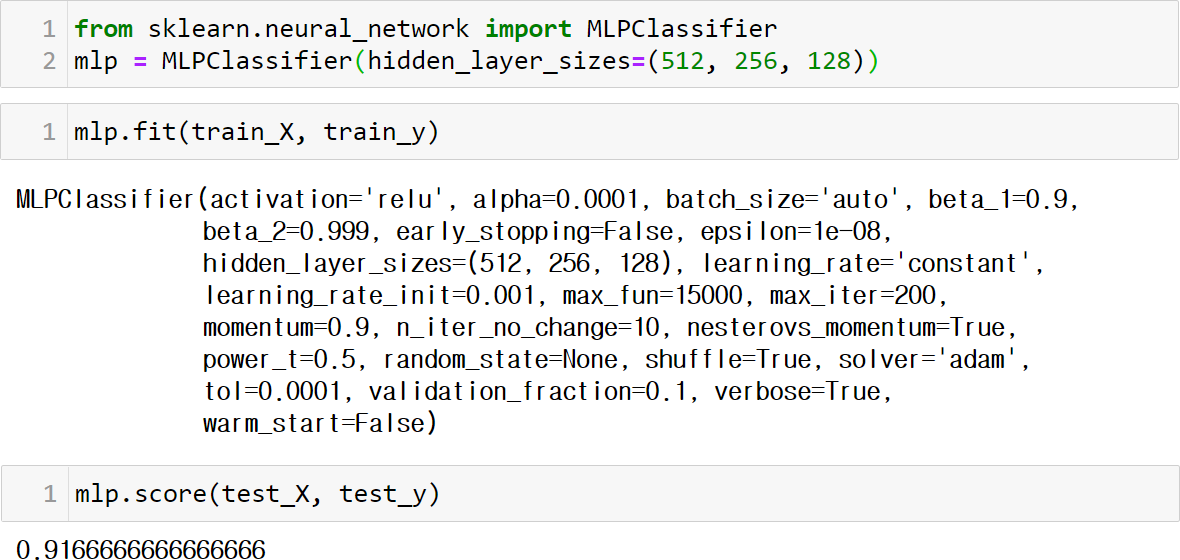 1 from sklearn.neural_network import MLPClassifier
2 mlp = MLPClassifier(hidden_layer_sizes=(512, 256, 128))
1 mlp.fit(train_X, train_y)
MLPClassifier(activation='relu', alpha=0.0001, batch_size='auto', beta_1=0.9,
beta_2=0.999, early_stopping=False, epsilon=1e-08,
hidden_layer_sizes=(512, 256, 128), learning_rate='constant',
learning_rate_init=0.001, max_fun=15000, max_iter=200,
momentum=0.9, n_iter_no_change=10, nesterovs_momentum=True,
power_t=0.5, random_state=None, shuffle=True, solver='adam',
tol=0.0001, validation_fraction=0.1, verbose=True,
warm_start=False)
1 mlp.score(test_X, test_y)
0.9166666666666666